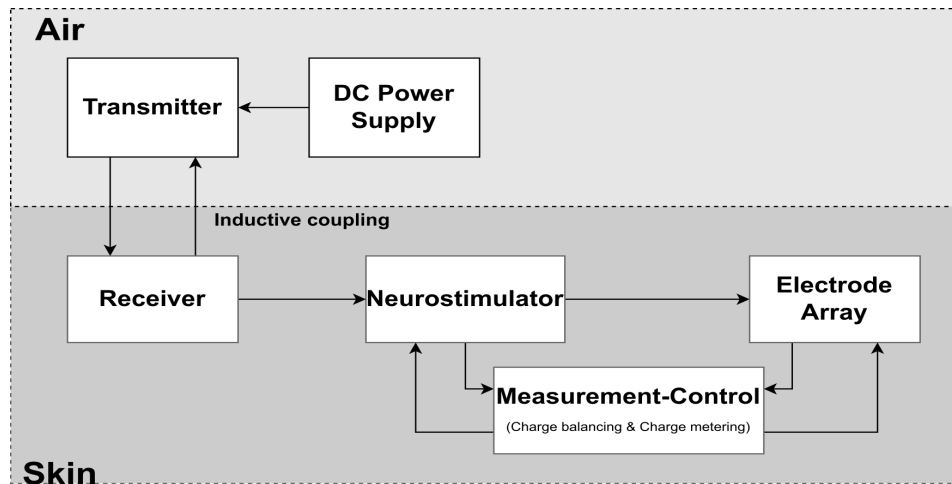 Air
Transmitter
DC Power
Supply
Inductive coupling
Receiver
Neurostimulator
Electrode
Array
Measurement-Control
(Charge balancing & Charge metering)
Skin